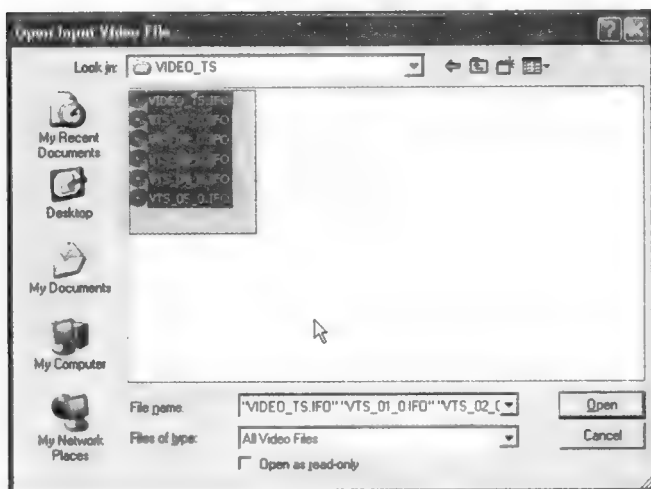 Open Input Video File
Look in: VIDEO_TS
VIDEO_TS.IFO
VTS_05_0.IFO
My Recent
Documents
Desktop
My Documents
My Computer
My Network
Places
File name: "VIDEO_TS.IFO" "VTS_01_0.IFO" "VTS_02_0
Open
Files of type: All Video Files
Cancel
Open as read-only